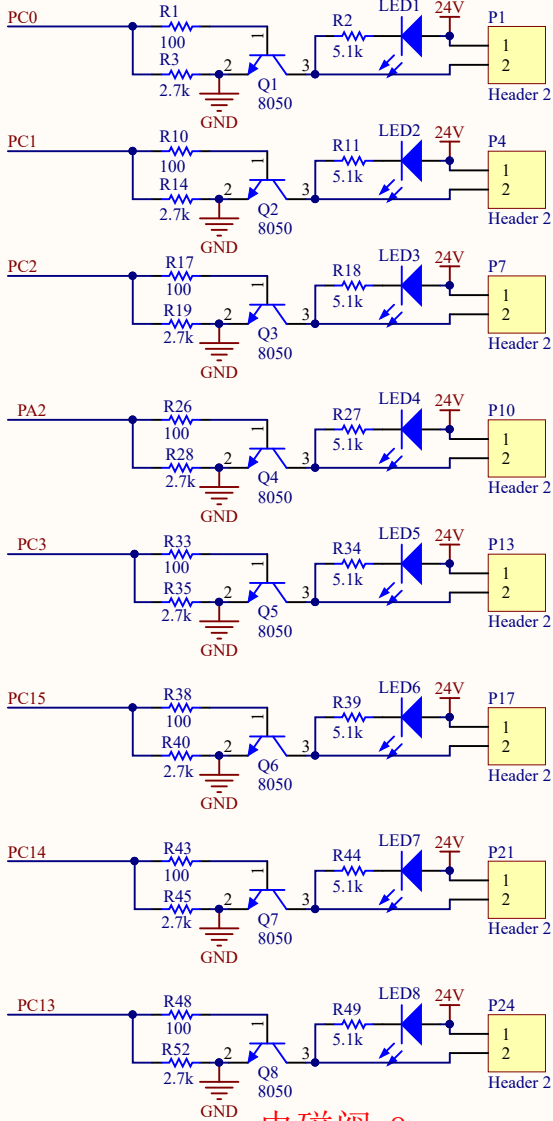 PC0
R1
100
R3
2.7k
1
2
3
Q1
8050
GND
R2
5.1k
LED1
24V
P1
1
2
Header 2
PC1
R10
100
R14
2.7k
1
2
3
Q2
8050
GND
R11
5.1k
LED2
24V
P4
1
2
Header 2
PC2
R17
100
R19
2.7k
1
2
3
Q3
8050
GND
R18
5.1k
LED3
24V
P7
1
2
Header 2
PA2
R26
100
R28
2.7k
1
2
3
Q4
8050
GND
R27
5.1k
LED4
24V
P10
1
2
Header 2
PC3
R33
100
R35
2.7k
1
2
3
Q5
8050
GND
R34
5.1k
LED5
24V
P13
1
2
Header 2
PC15
R38
100
R40
2.7k
1
2
3
Q6
8050
GND
R39
5.1k
LED6
24V
P17
1
2
Header 2
PC14
R43
100
R45
2.7k
1
2
3
Q7
8050
GND
R44
5.1k
LED7
24V
P21
1
2
Header 2
PC13
R48
100
R52
2.7k
1
2
3
Q8
8050
GND
R49
5.1k
LED8
24V
P24
1
2
Header 2